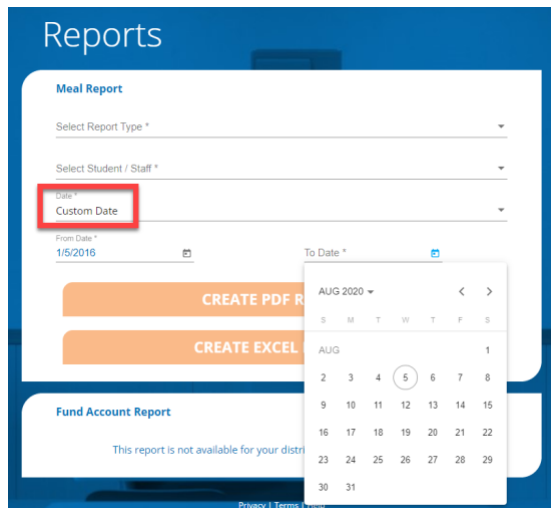 Reports
Meal Report
Select Report Type *
Select Student / Staff *
Date *
Custom Date
From Date *
1/5/2016
To Date *
CREATE PDF R
CREATE EXCEL
AUG 2020
S M T W T F S
AUG 1
2 3 4 5 6 7 8
9 10 11 12 13 14 15
16 17 18 19 20 21 22
23 24 25 26 27 28 29
30 31
Fund Account Report
This report is not available for your distri
Privacy | Terms | Help